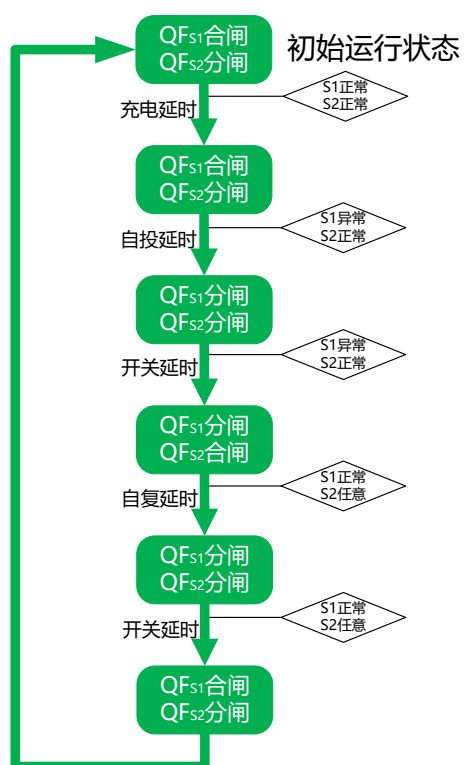 QFS1合闸
QFS2分闸
初始运行状态
S1正常
S2正常
充电延时
QFS1合闸
QFS2分闸
S1异常
S2正常
自投延时
QFS1分闸
QFS2分闸
S1异常
S2正常
开关延时
QFS1分闸
QFS2合闸
S1正常
S2任意
自复延时
QFS1分闸
QFS2分闸
S1正常
S2任意
开关延时
QFS1合闸
QFS2分闸